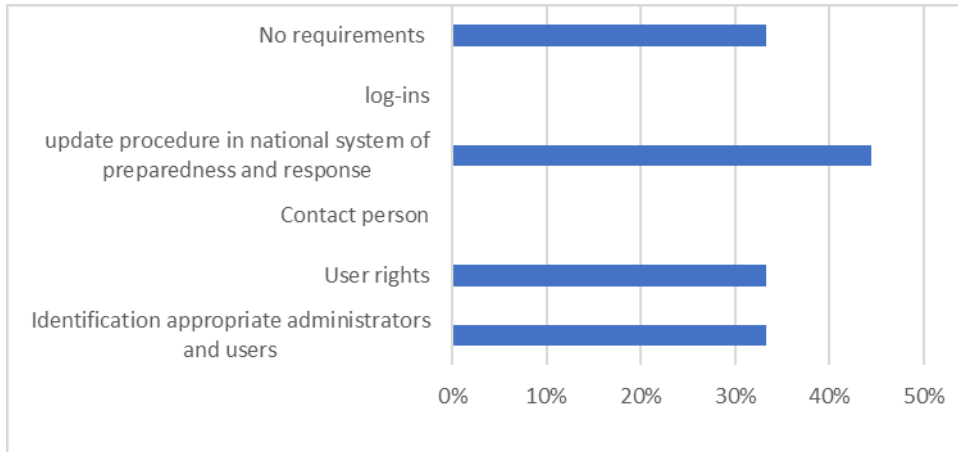 No requirements
log-ins
update procedure in national system of
preparedness and response
Contact person
User rights
Identification appropriate administrators
and users
0% 10% 20% 30% 40% 50%